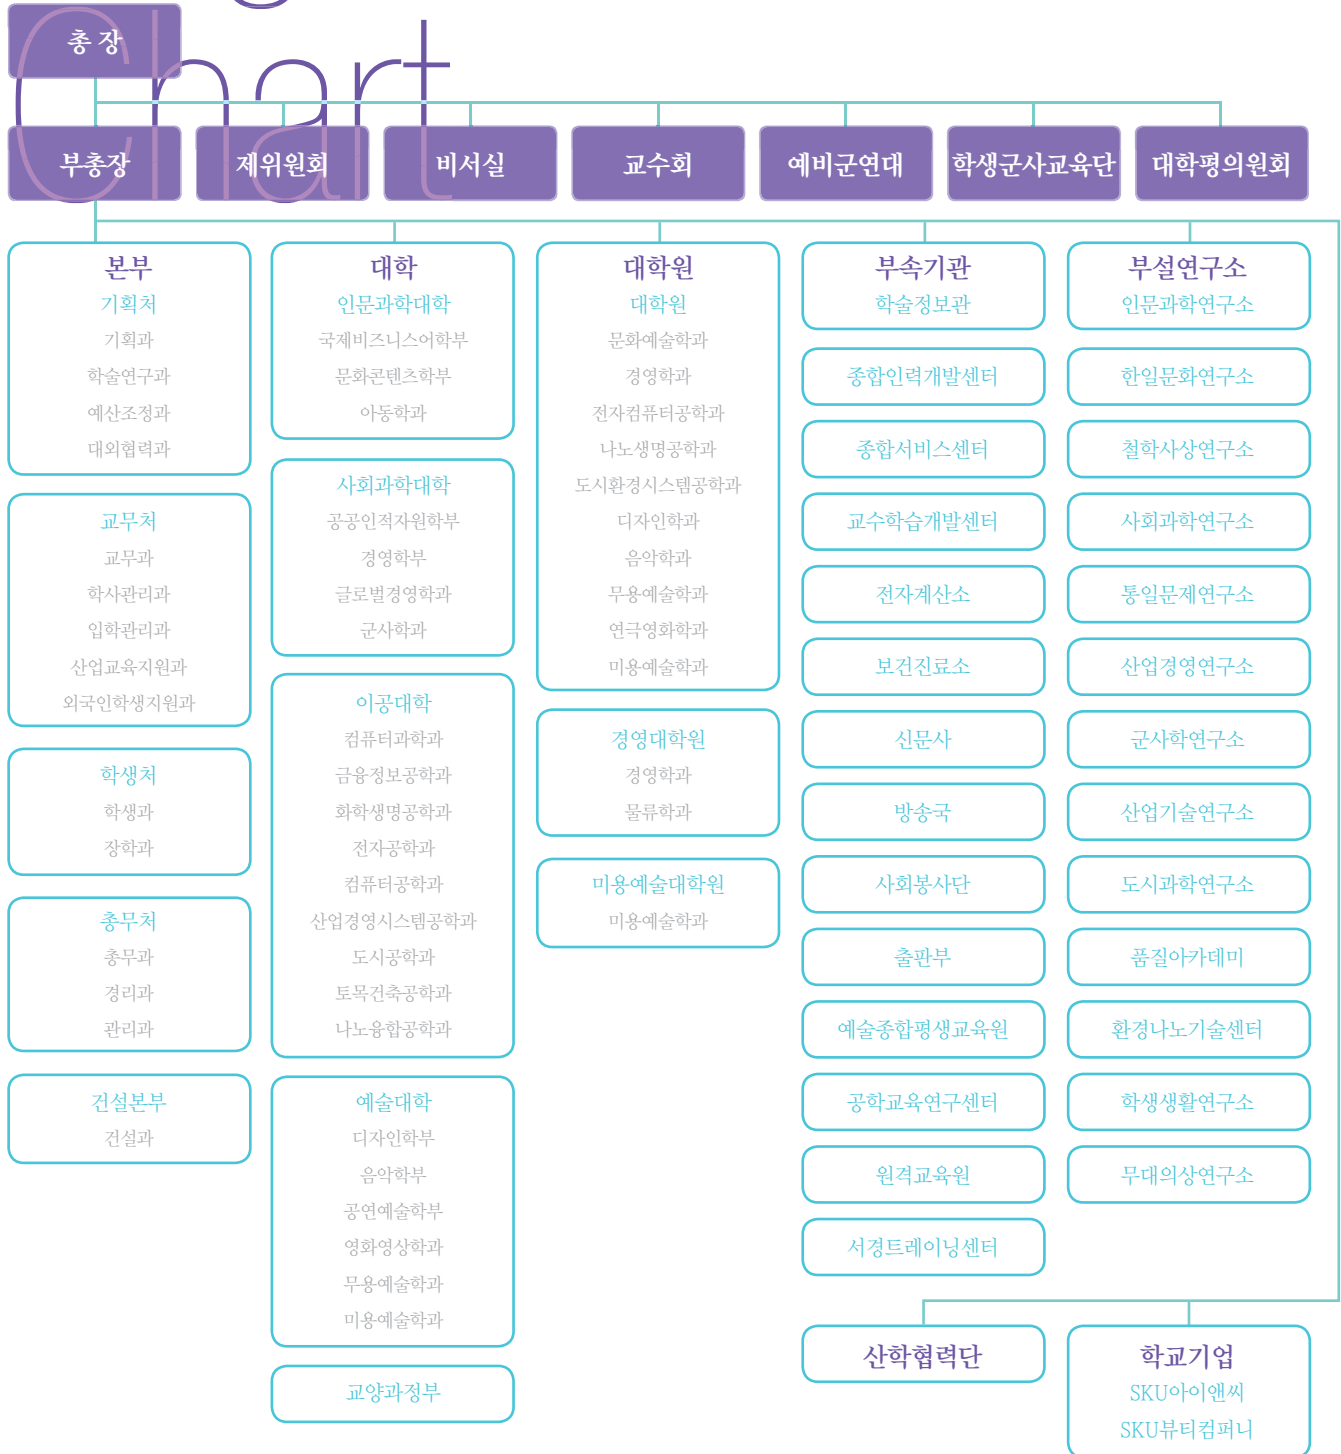 Chart
총 장
부총장
제위원회
비서실
교수회
예비군연대
학생군사교육단
대학평의원회
본부
기획처
기획과
학술연구과
예산조정과
대외협력과
교무처
교무과
학사관리과
입학관리과
산업교육지원과
외국인학생지원과
학생처
학생과
장학과
총무처
총무과
경리과
관리과
건설본부
건설과
대학
인문과학대학
국제비즈니스어학부
문화콘텐츠학부
아동학과
사회과학대학
공공인적자원학부
경영학부
글로벌경영학과
군사학과
이공대학
컴퓨터과학과
금융정보공학과
화학생명공학과
전자공학과
컴퓨터공학과
산업경영시스템공학과
도시공학과
토목건축공학과
나노융합공학과
예술대학
디자인학부
음악학부
공연예술학부
영화영상학과
무용예술학과
미용예술학과
교양과정부
대학원
대학원
문화예술학과
경영학과
전자컴퓨터공학과
나노생명공학과
도시환경시스템공학과
디자인학과
음악학과
무용예술학과
연극영화학과
미용예술학과
경영대학원
경영학과
물류학과
미용예술대학원
미용예술학과
부속기관
학술정보관
종합인력개발센터
종합서비스센터
교수학습개발센터
전자계산소
보건진료소
신문사
방송국
사회봉사단
출판부
예술종합평생교육원
공학교육연구센터
원격교육원
서경트레이닝센터
부설연구소
인문과학연구소
한일문화연구소
철학사상연구소
사회과학연구소
통일문제연구소
산업경영연구소
군사학연구소
산업기술연구소
도시과학연구소
품질아카데미
환경나노기술센터
학생생활연구소
무대의상연구소
산학협력단
학교기업
SKU아이앤씨
SKU뷰티컴퍼니